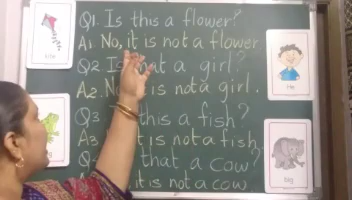 Q1. Is this a flower?
A1 No, it is not a flower
Q2. Is a girl?
A2. is not a girl.
Q3 this a fish?
A3 it is not a fish.
that a cow?
it is not a cow.